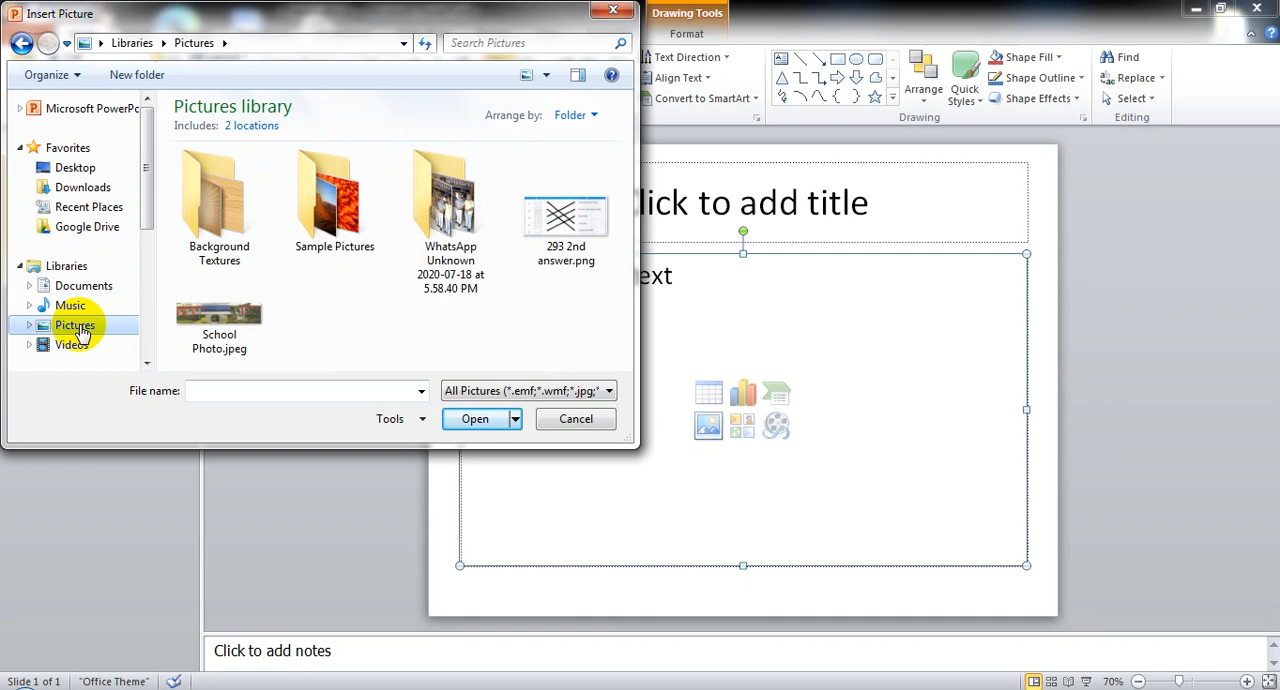 Insert Picture
Drawing Tools
Format
Libraries
Pictures
Search Pictures
Organize
New folder
Text Direction
Align Text
Convert to SmartArt
Arrange
Quick
Styles
Shape Fill
Shape Outline
Shape Effects
Drawing
Find
Replace
Select
Editing
Microsoft PowerPo
Favorites
Desktop
Downloads
Recent Places
Google Drive
Libraries
Documents
Music
Pictures
Videos
Pictures library
Includes: 2 locations
Arrange by: Folder
Background
Textures
Sample Pictures
WhatsApp
Unknown
2020-07-18 at
5.58.40 PM
293 2nd
answer.png
School
Photo.jpeg
File name:
All Pictures (*.emf;*.wmf;*.jpg;*
Tools
Open
Cancel
lick to add title
ext
Click to add notes
Slide 1 of 1
"Office Theme"
70%